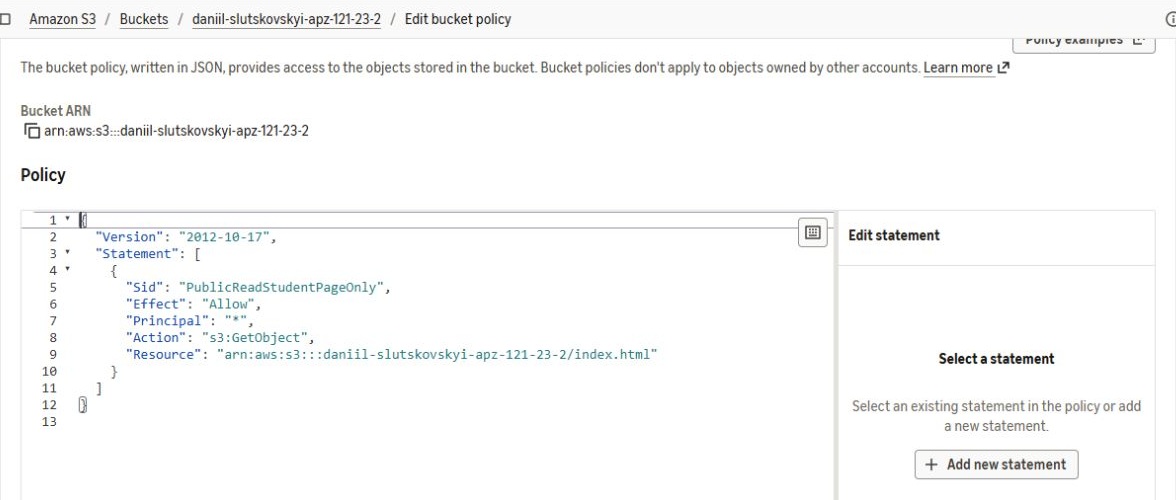 Amazon S3 / Buckets / daniil-slutskovskyi-apz-121-23-2 / Edit bucket policy
Policy examples
The bucket policy, written in JSON, provides access to the objects stored in the bucket. Bucket policies don't apply to objects owned by other accounts. Learn more
Bucket ARN
arn:aws:s3:::daniil-slutskovskyi-apz-121-23-2
Policy
1 {
2 "Version": "2012-10-17",
3 "Statement": [
4 {
5 "Sid": "PublicReadStudentPageOnly",
6 "Effect": "Allow",
7 "Principal": "*",
8 "Action": "s3:GetObject",
9 "Resource": "arn:aws:s3:::daniil-slutskovskyi-apz-121-23-2/index.html"
10 }
11 ]
12 }
13
Edit statement
Select a statement
Select an existing statement in the policy or add
a new statement.
+ Add new statement